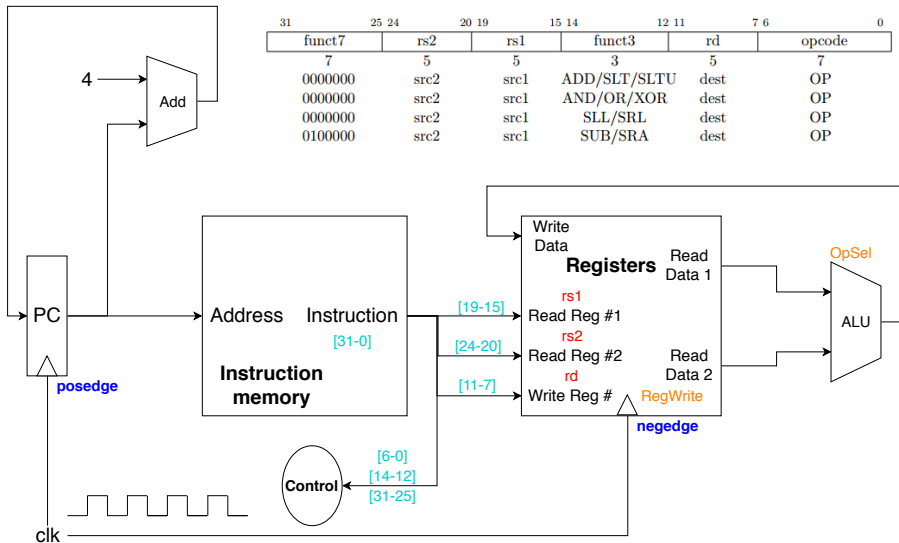 31 25 24 20 19 15 14 12 11 7 6 0
funct7 rs2 rs1 funct3 rd opcode
7 5 5 3 5 7
0000000 src2 src1 ADD/SLT/SLTU dest OP
0000000 src2 src1 AND/OR/XOR dest OP
0000000 src2 src1 SLL/SRL dest OP
0100000 src2 src1 SUB/SRA dest OP
4
Add
PC
posedge
Address
Instruction
[31-0]
Instruction
memory
[19-15]
[24-20]
[11-7]
[6-0]
[14-12]
[31-25]
Control
Write
Data
Registers
Read
Data 1
rs1
Read Reg #1
rs2
Read Reg #2
rd
Write Reg #
Read
Data 2
RegWrite
negedge
OpSel
ALU
clk